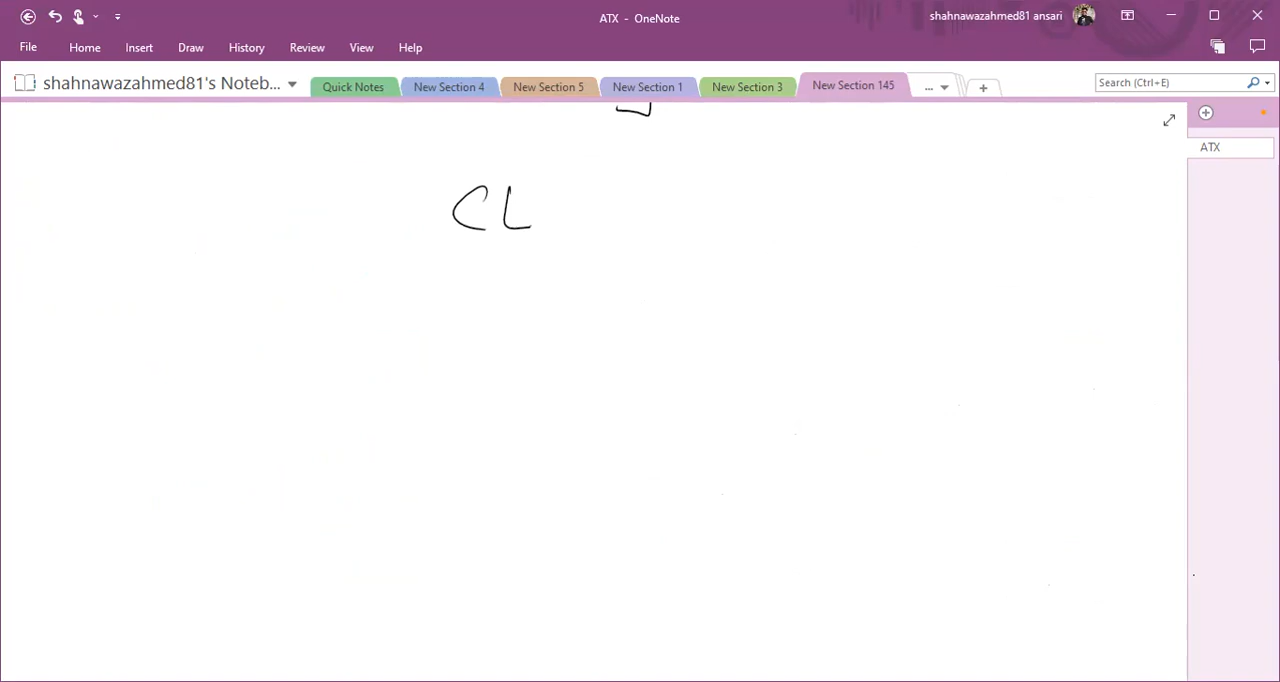 ATX - OneNote
shahnawazahmed81 ansari
File Home Insert Draw History Review View Help
shahnawazahmed81's Noteb... Quick Notes New Section 4 New Section 5 New Section 1 New Section 3 New Section 145 ... Search (Ctrl+E)
ATX
CL